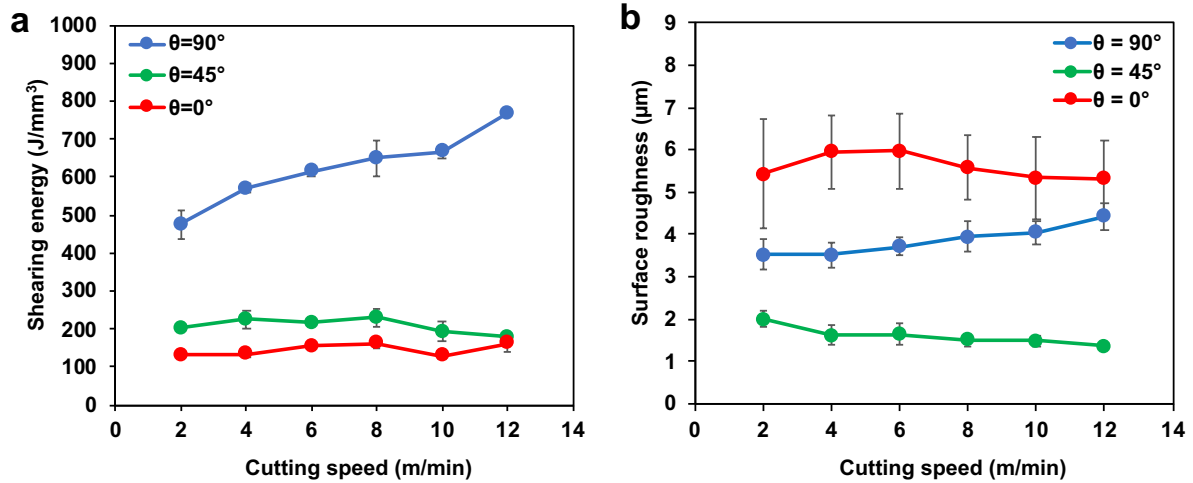 a
Shearing energy (J/mm³)
1000
900
800
700
600
500
400
300
200
100
0
θ=90°
θ=45°
θ=0°
0 2 4 6 8 10 12 14
Cutting speed (m/min)
b
Surface roughness (μm)
9
8
7
6
5
4
3
2
1
0
θ = 90°
θ = 45°
θ = 0°
0 2 4 6 8 10 12 14
Cutting speed (m/min)